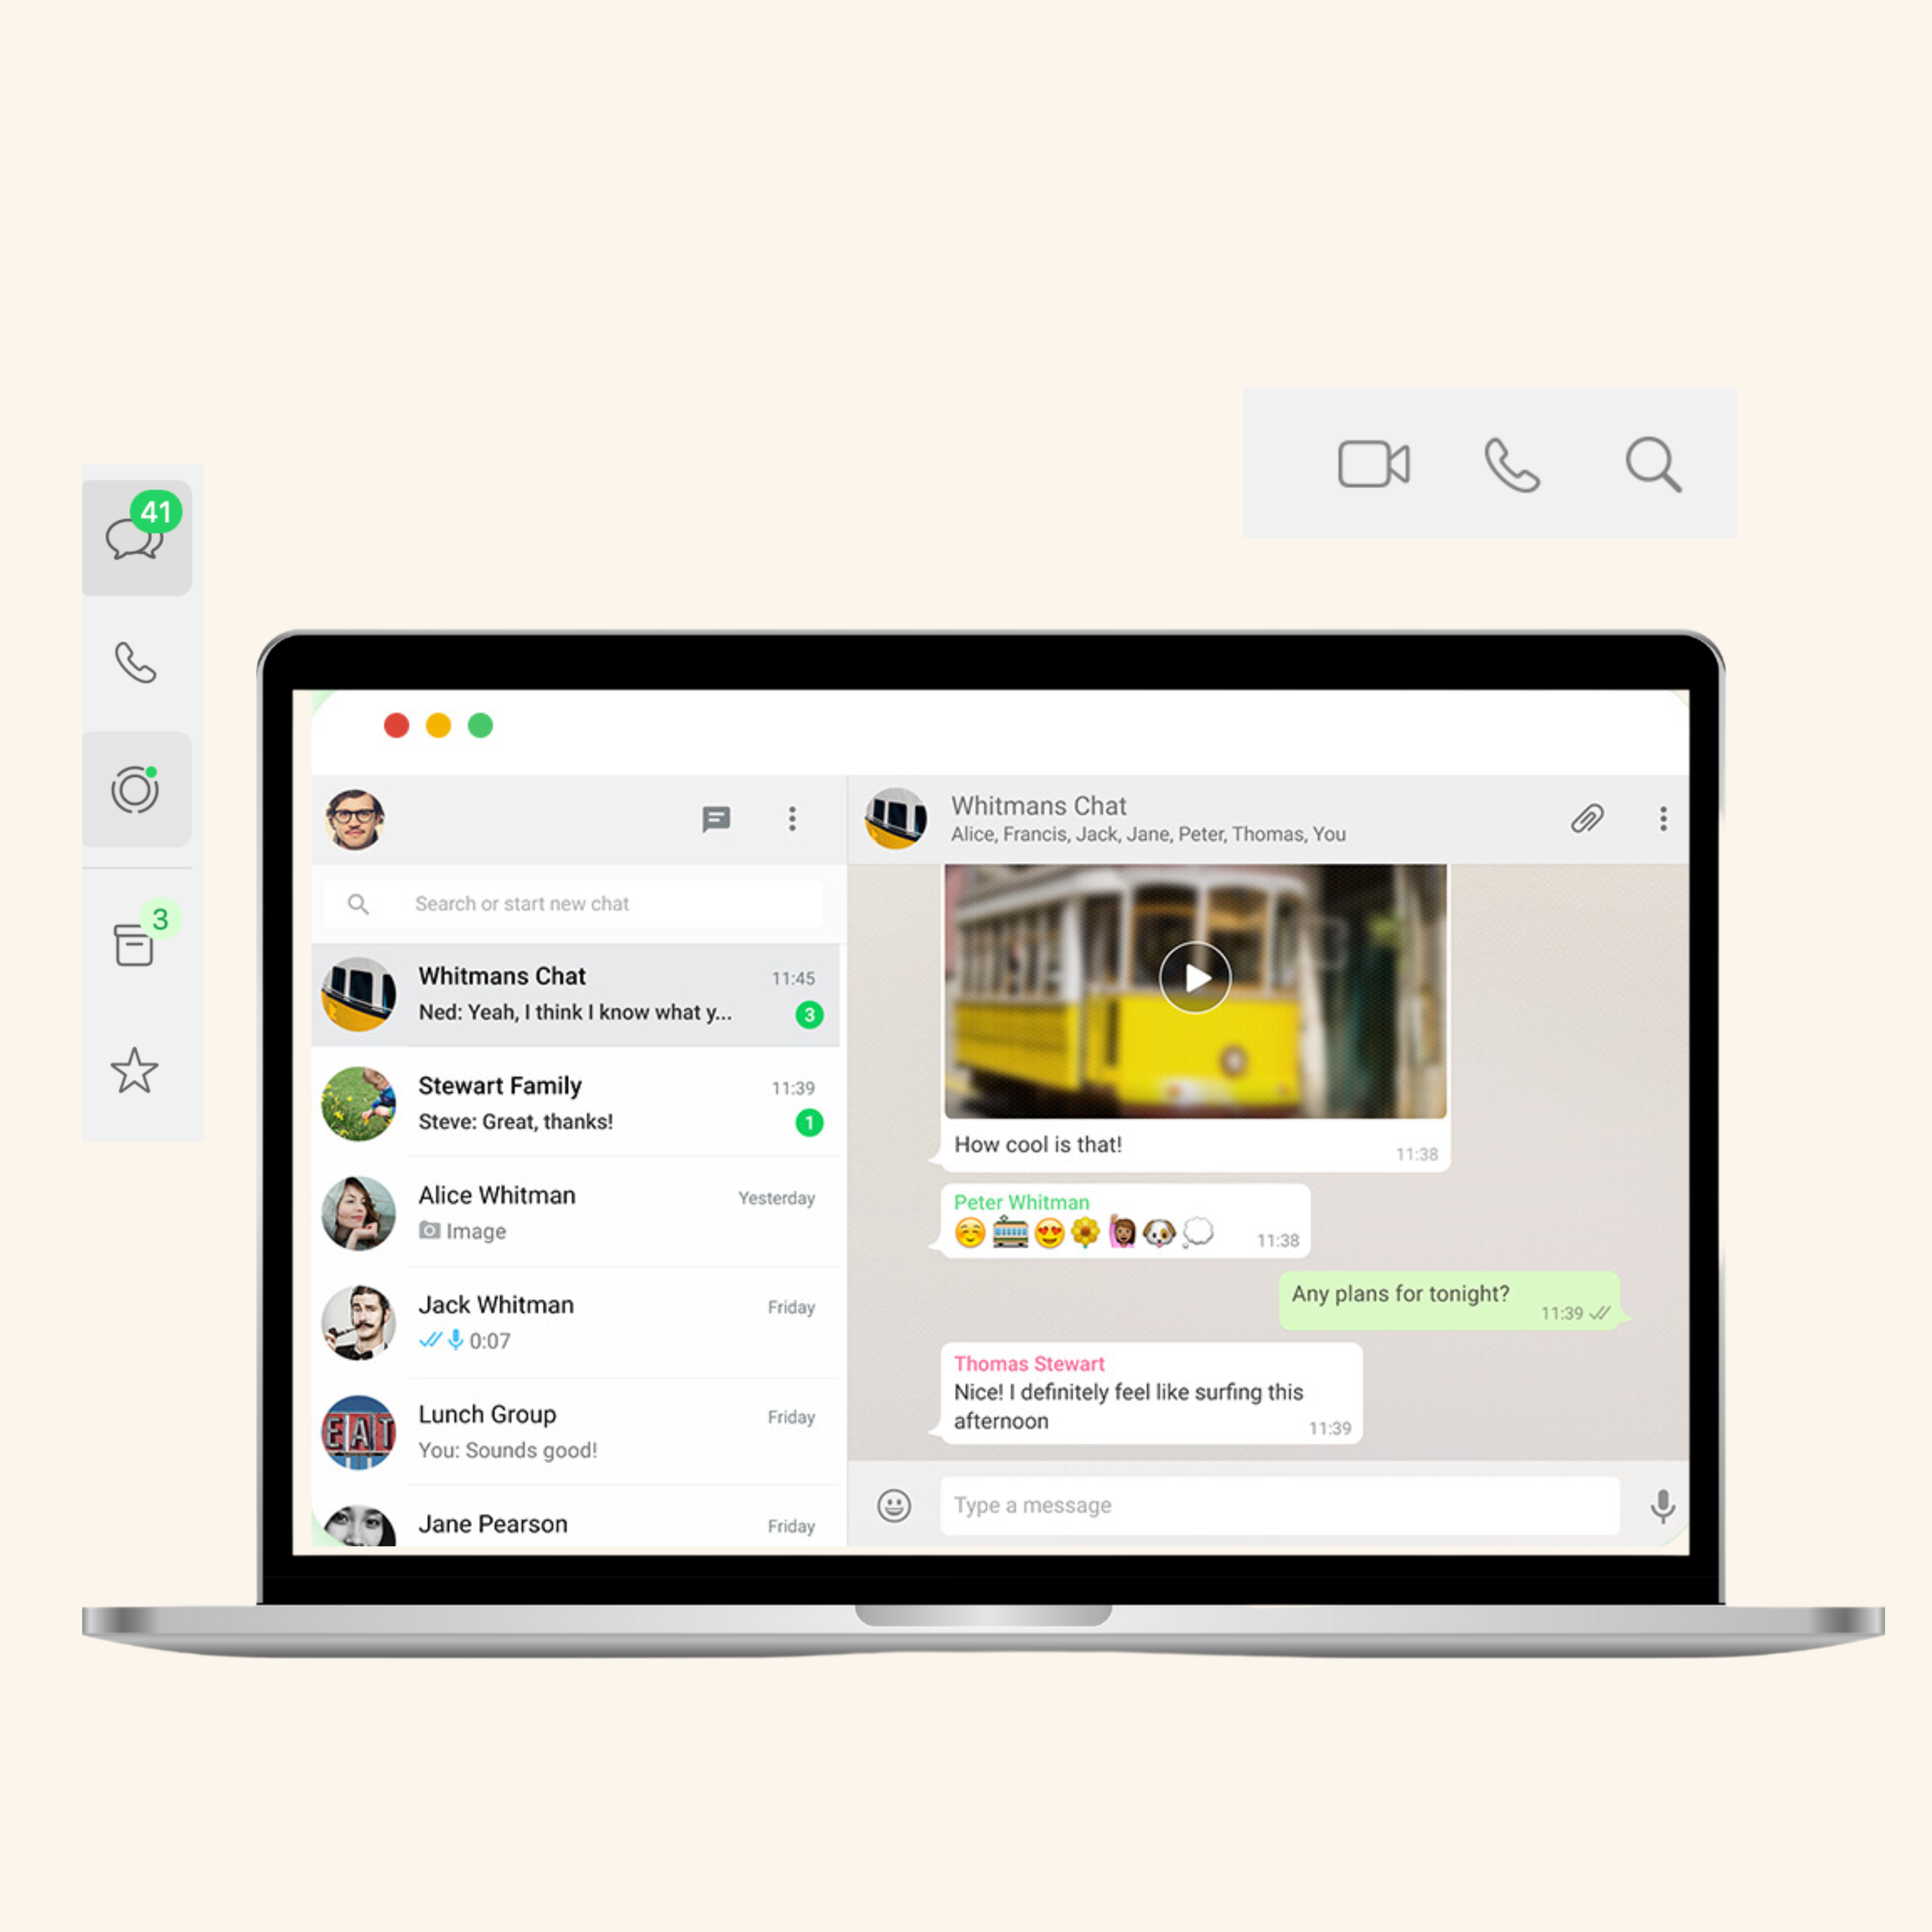 41
3
Whitmans Chat
Alice, Francis, Jack, Jane, Peter, Thomas, You
Search or start new chat
Whitmans Chat
11:45
Ned: Yeah, I think I know what y...
3
Stewart Family
11:39
Steve: Great, thanks!
1
Alice Whitman
Yesterday
Image
Jack Whitman
Friday
0:07
EAT
Lunch Group
Friday
You: Sounds good!
Jane Pearson
Friday
How cool is that!
11:38
Peter Whitman
☺️🚋😍🌻🙋🏽🐶💭
11:38
Any plans for tonight?
11:39
Thomas Stewart
Nice! I definitely feel like surfing this
afternoon
11:39
Type a message